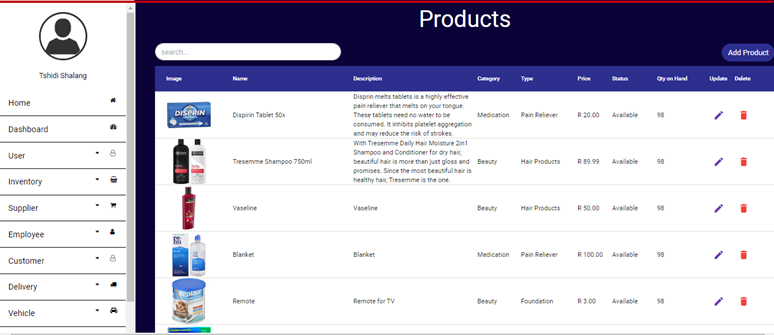 Products
Tshidi Shalang
Home
Dashboard
User
Inventory
Supplier
Employee
Customer
Delivery
Vehicle
search...
Add Product
Image Name Description Category Type Price Status Qty on Hand Update Delete
DISPRIN
Dispirin Tablet 50x
Disprin melts tablets is a highly effective
pain reliever that melts on your tongue.
These tablets need no water to be
consumed. It inhibits platelet aggregation
and may reduce the risk of strokes.
Medication Pain Reliever R 20.00 Available 98
Tresemme Shampoo 750ml
With Tresemme Daily Hair Moisture 2in1
Shampoo and Conditioner for dry hair,
beautiful hair is more than just gloss and
promises. Since the most beautiful hair is
healthy hair, Tresemme is the one.
Beauty Hair Products R 89.99 Available 98
Vaseline Vaseline Beauty Hair Products R 50.00 Available 98
Blanket Blanket Medication Pain Reliever R 100.00 Available 98
Remote Remote for TV Beauty Foundation R 3.00 Available 98